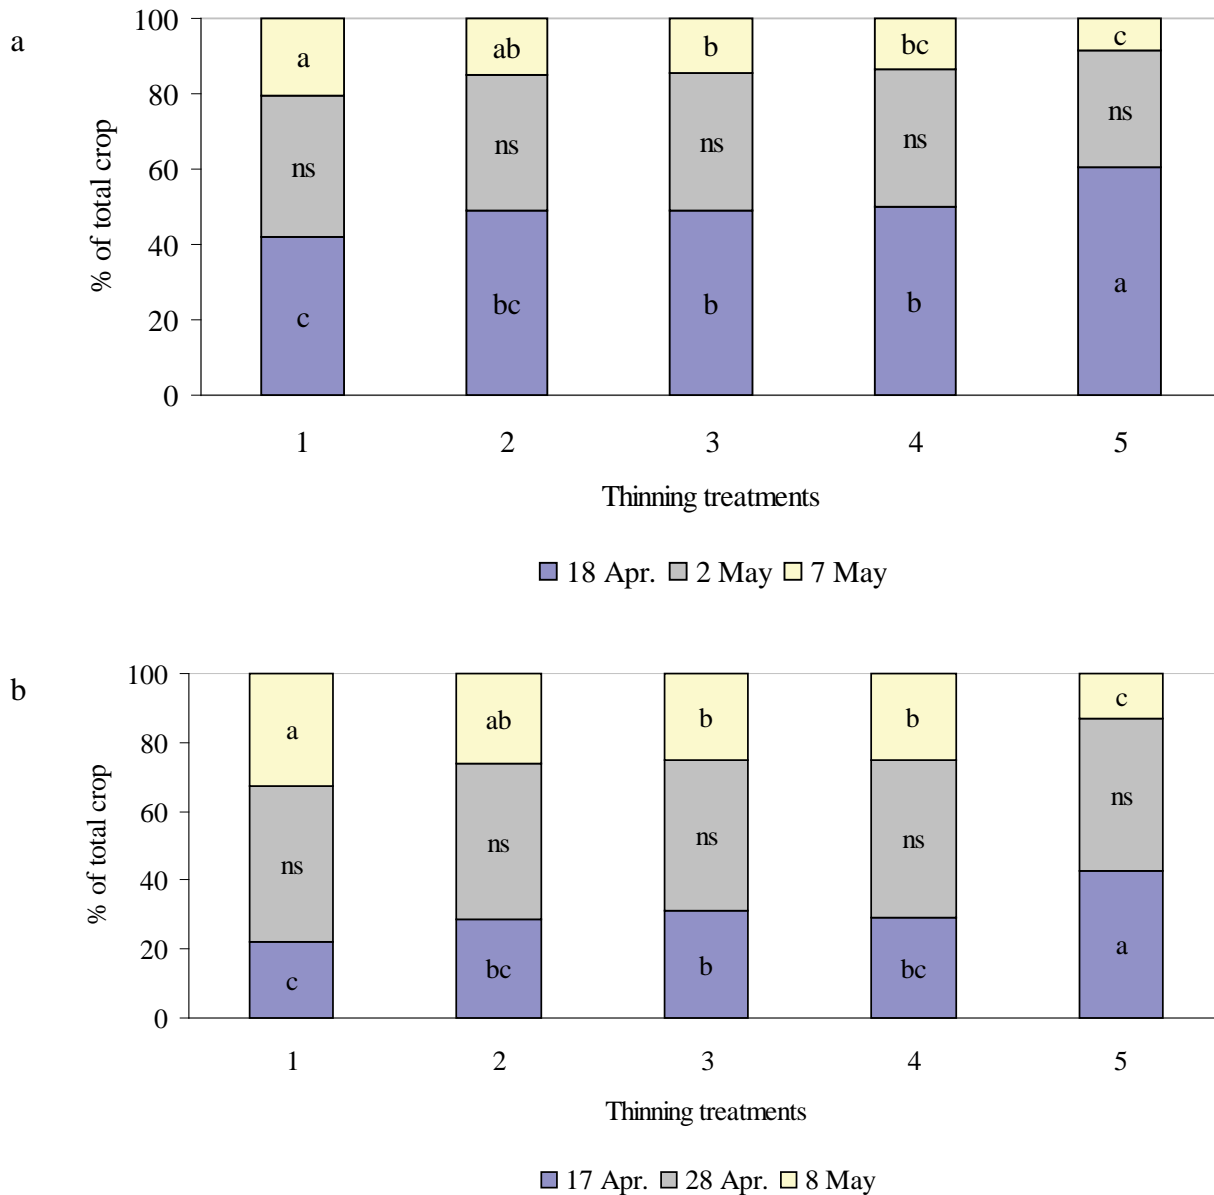 a
% of total crop
100
80
60
40
20
0
a ab b bc c
ns ns ns ns ns
c bc b b a
1 2 3 4 5
Thinning treatments
18 Apr. 2 May 7 May
b
% of total crop
100
80
60
40
20
0
a ab b b c
ns ns ns ns ns
c bc b bc a
1 2 3 4 5
Thinning treatments
17 Apr. 28 Apr. 8 May